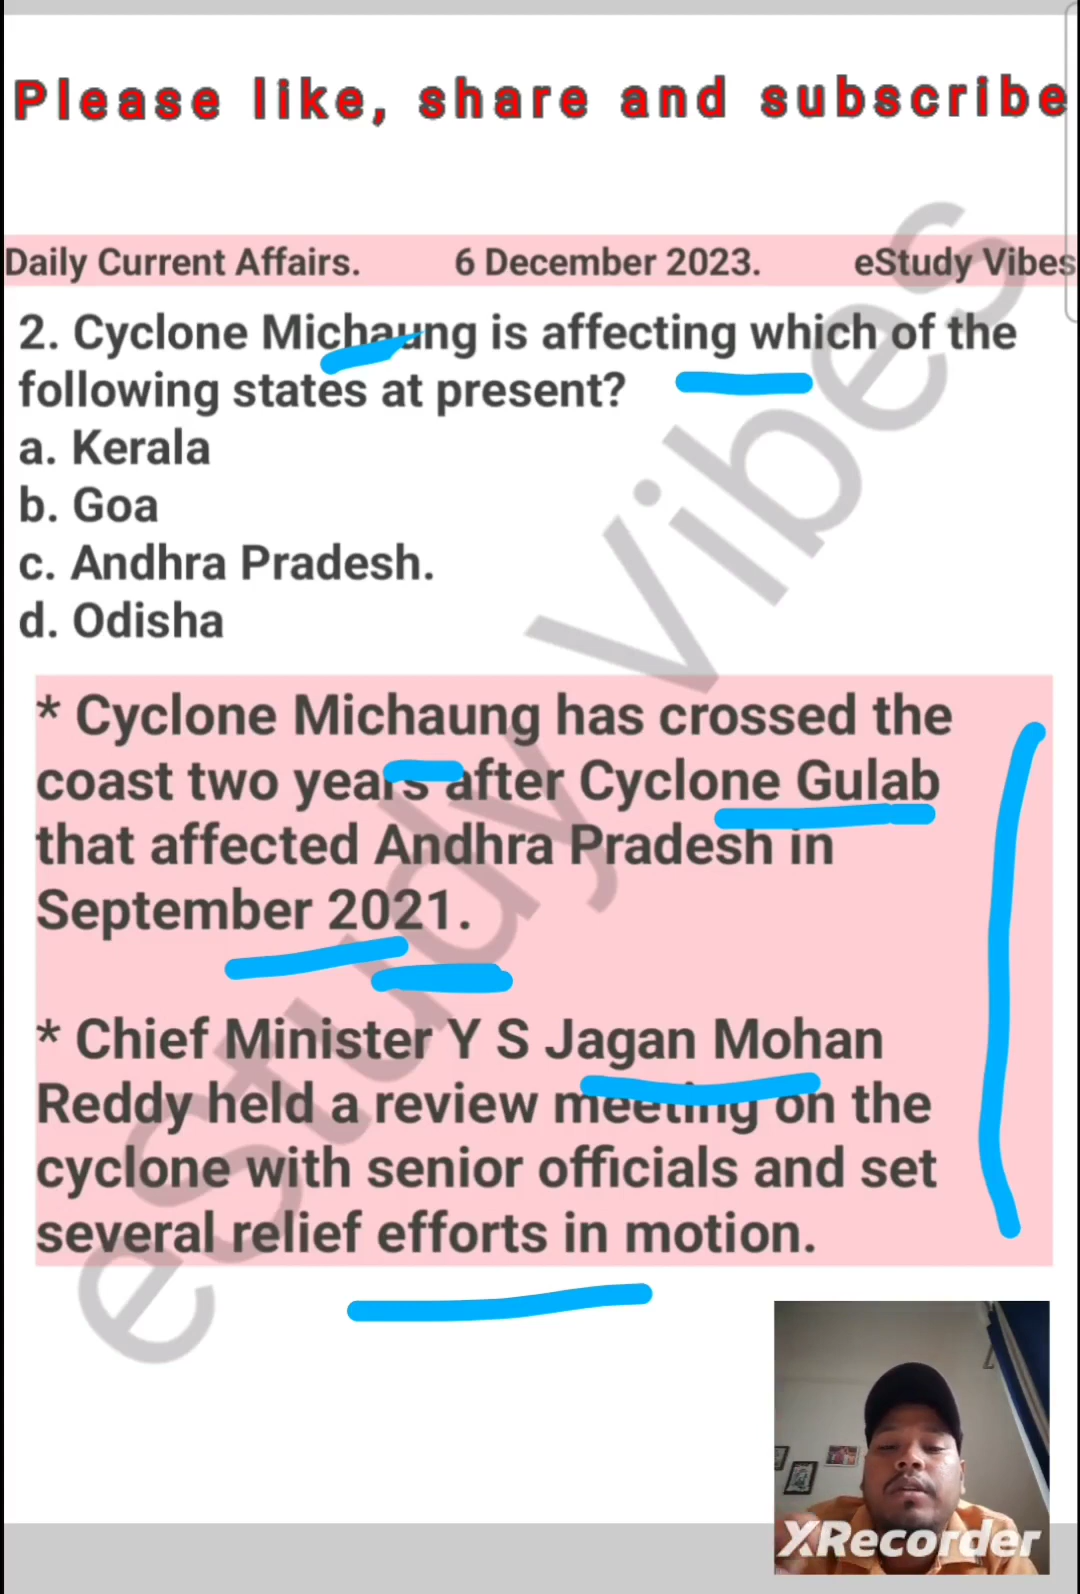 Please like, share and subscribe
Daily Current Affairs. 6 December 2023. eStudy Vibes
2. Cyclone Michaung is affecting which of the
following states at present?
a. Kerala
b. Goa
c. Andhra Pradesh.
d. Odisha
* Cyclone Michaung has crossed the
coast two years after Cyclone Gulab
that affected Andhra Pradesh in
September 2021.
* Chief Minister Y S Jagan Mohan
Reddy held a review meeting on the
cyclone with senior officials and set
several relief efforts in motion.
eStudy Vibes
XRecorder